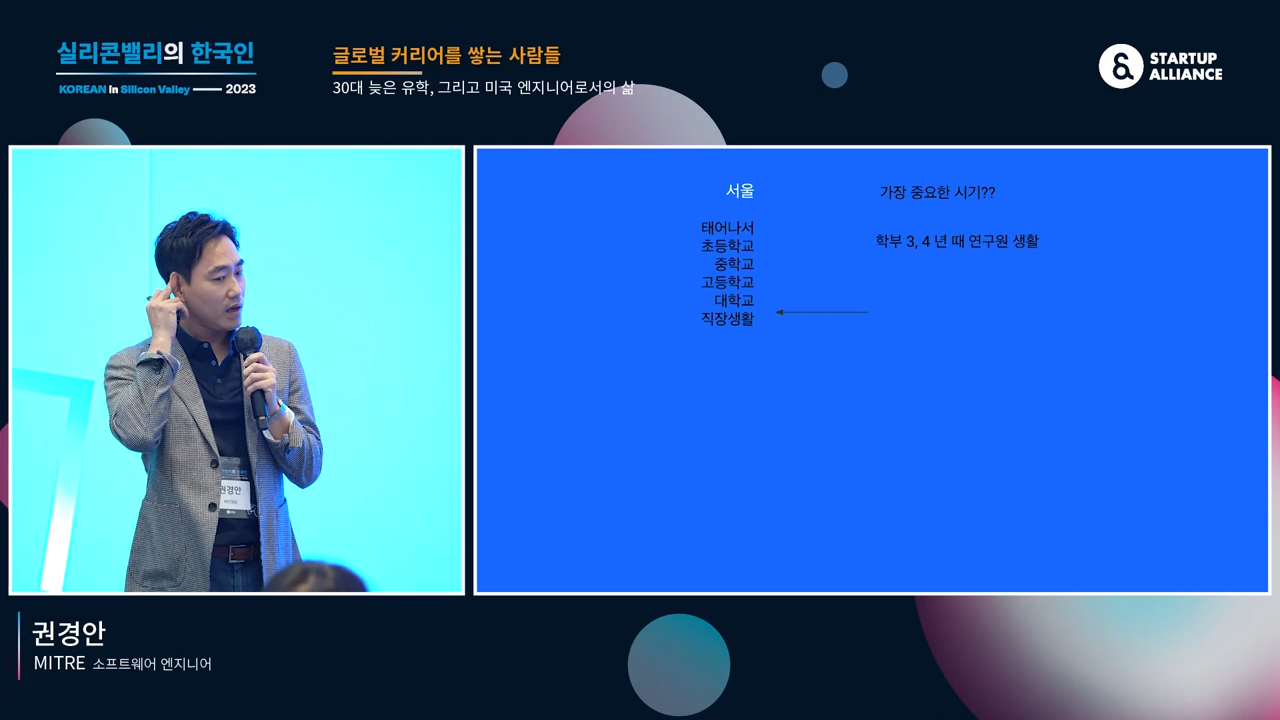 실리콘밸리의 한국인
KOREAN in Silicon Valley 2023
글로벌 커리어를 쌓는 사람들
30대 늦은 유학, 그리고 미국 엔지니어로서의 삶
STARTUP
ALLIANCE
서울
태어나서
초등학교
중학교
고등학교
대학교
직장생활
가장 중요한 시기??
학부 3, 4 년 때 연구원 생활
권경안
MITRE
권경안
MITRE 소프트웨어 엔지니어